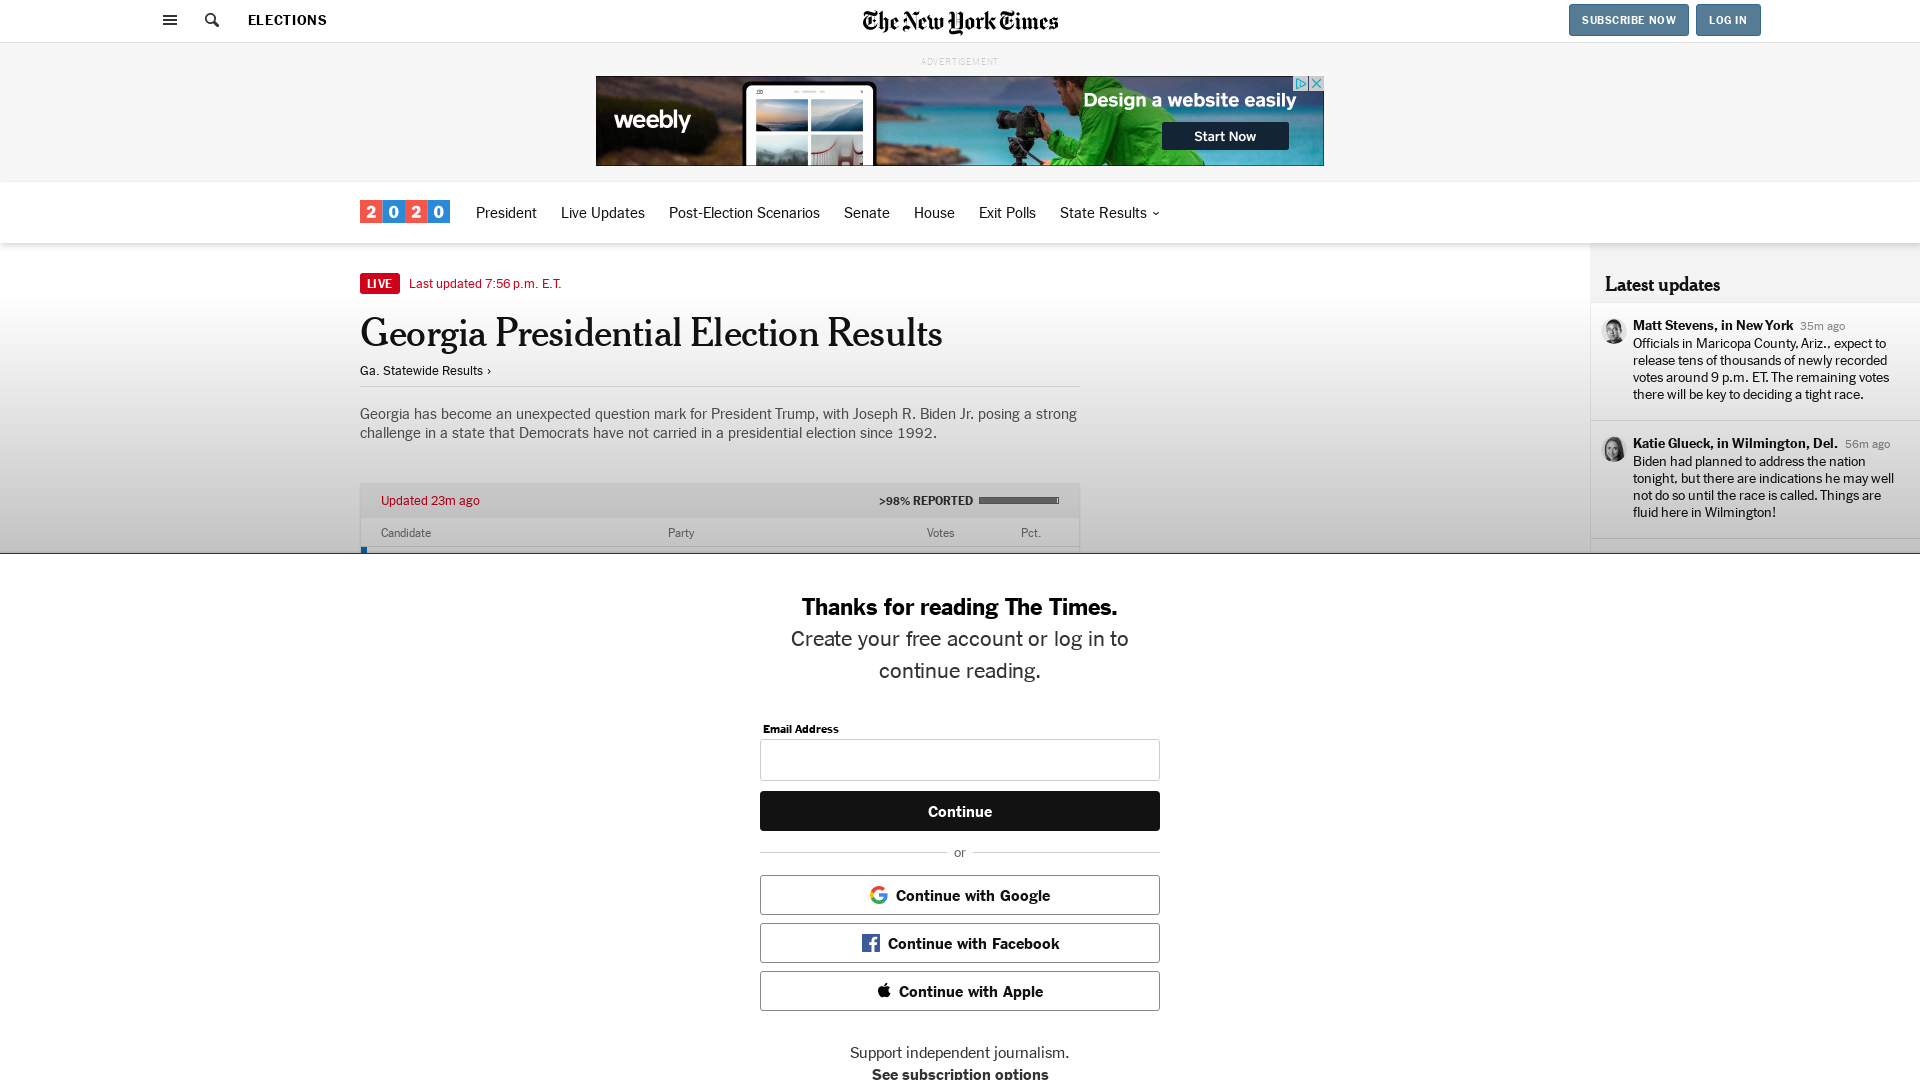 ELECTIONS
The New York Times
SUBSCRIBE NOW
LOG IN
ADVERTISEMENT
weebly
Design a website easily
Start Now
2020
President
Live Updates
Post-Election Scenarios
Senate
House
Exit Polls
State Results
LIVE
Last updated 7:56 p.m. E.T.
Georgia Presidential Election Results
Ga. Statewide Results ›
Georgia has become an unexpected question mark for President Trump, with Joseph R. Biden Jr. posing a strong
challenge in a state that Democrats have not carried in a presidential election since 1992.
Updated 23m ago
>98% REPORTED
Candidate
Party
Votes
Pct.
Latest updates
Matt Stevens, in New York 35m ago
Officials in Maricopa County, Ariz., expect to
release tens of thousands of newly recorded
votes around 9 p.m. ET. The remaining votes
there will be key to deciding a tight race.
Katie Glueck, in Wilmington, Del. 56m ago
Biden had planned to address the nation
tonight, but there are indications he may well
not do so until the race is called. Things are
fluid here in Wilmington!
Thanks for reading The Times.
Create your free account or log in to
continue reading.
Email Address
Continue
or
Continue with Google
Continue with Facebook
Continue with Apple
Support independent journalism.
See subscription options